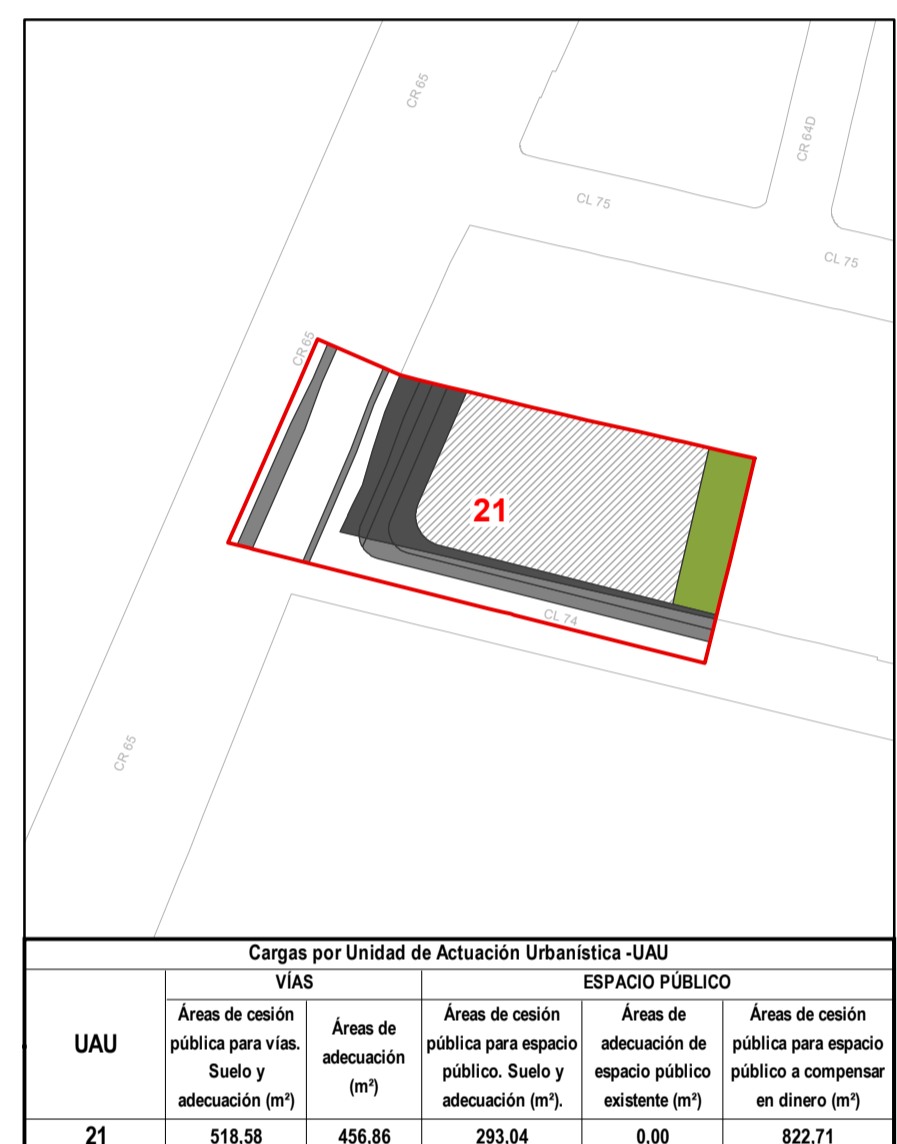 CR 65
CR 64D
CL 75
CL 75
CR 65
21
CL 74
CR 65
Cargas por Unidad de Actuación Urbanística -UAU
UAU
VÍAS
ESPACIO PÚBLICO
Áreas de cesión
pública para vías.
Suelo y
adecuación (m²)
Áreas de
adecuación
(m²)
Áreas de cesión
pública para espacio
público. Suelo y
adecuación (m²).
Áreas de
adecuación de
espacio público
existente (m²)
Áreas de cesión
pública para espacio
público a compensar
en dinero (m²)
21 518.58 456.86 293.04 0.00 822.71